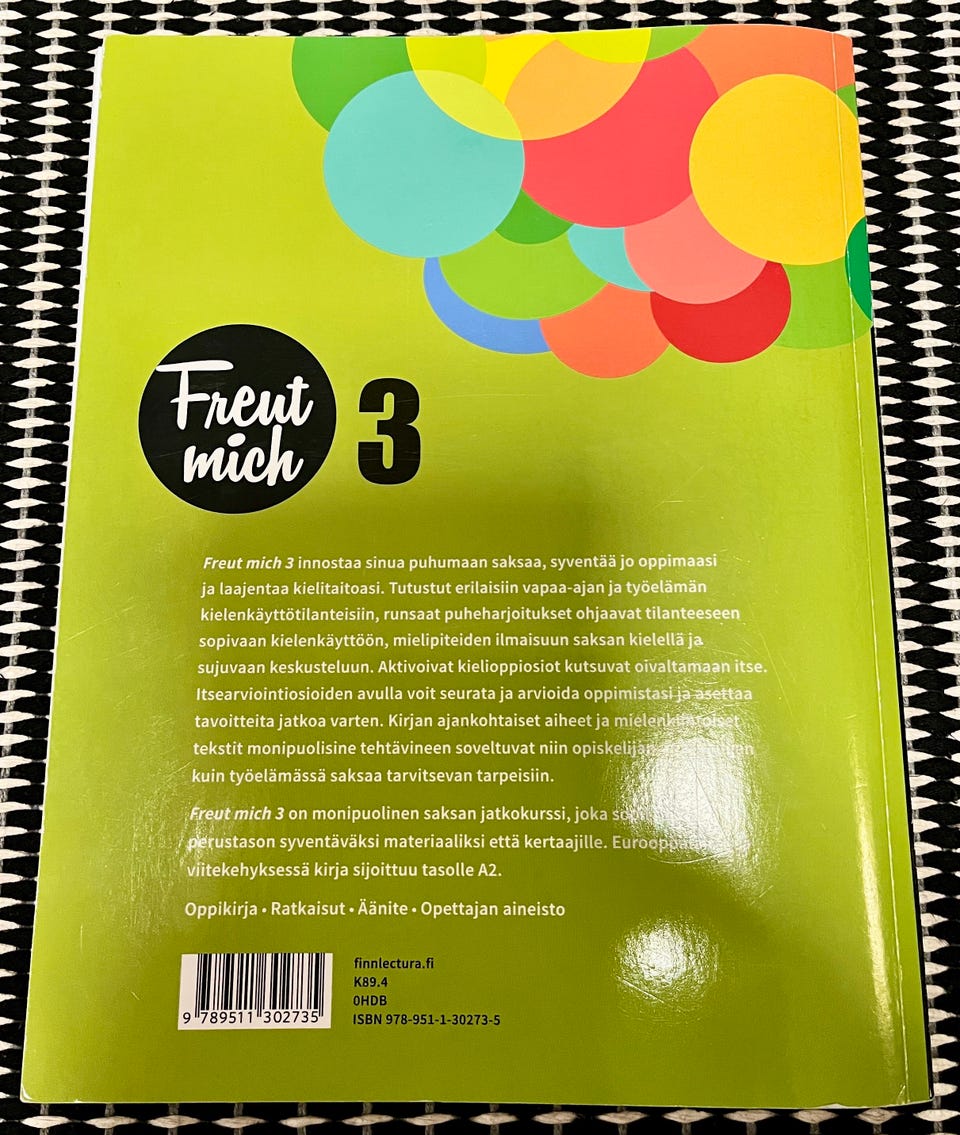 Freut
mich
3
Freut mich 3 innostaa sinua puhumaan saksaa, syventää jo oppimaasi
ja laajentaa kielitaitoasi. Tutustut erilaisiin vapaa-ajan ja työelämän
kielenkäyttötilanteisiin, runsaat puheharjoitukset ohjaavat tilanteeseen
sopivaan kielenkäyttöön, mielipiteiden ilmaisuun saksan kielellä ja
sujuvaan keskusteluun. Aktivoivat kielioppiosiot kutsuvat oivaltamaan itse.
Itsearviointiosioiden avulla voit seurata ja arvioida oppimistasi ja asettaa
tavoitteita jatkoa varten. Kirjan ajankohtaiset aiheet ja mielenkiintoiset
tekstit monipuolisine tehtävineen soveltuvat niin
kuin työelämässä saksaa tarvitsevan tarpeisiin.
Freut mich 3 on monipuolinen saksan jatkokurssi, joka
perustason syventäväksi materiaaliksi että kertaajille.
viitekehyksessä kirja sijoittuu tasolle A2.
Oppikirja • Ratkaisut • Äänite • Opettajan aineisto
finnlectura.fi
K89.4
0HDB
ISBN 978-951-1-30273-5
9 789511 302735